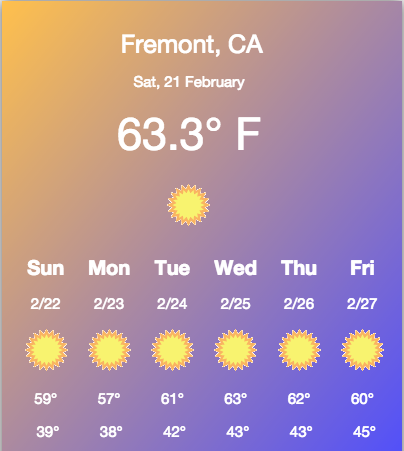 Fremont, CA
Sat, 21 February
63.3° F
Sun Mon Tue Wed Thu Fri
2/22 2/23 2/24 2/25 2/26 2/27
59° 57° 61° 63° 62° 60°
39° 38° 42° 43° 43° 45°